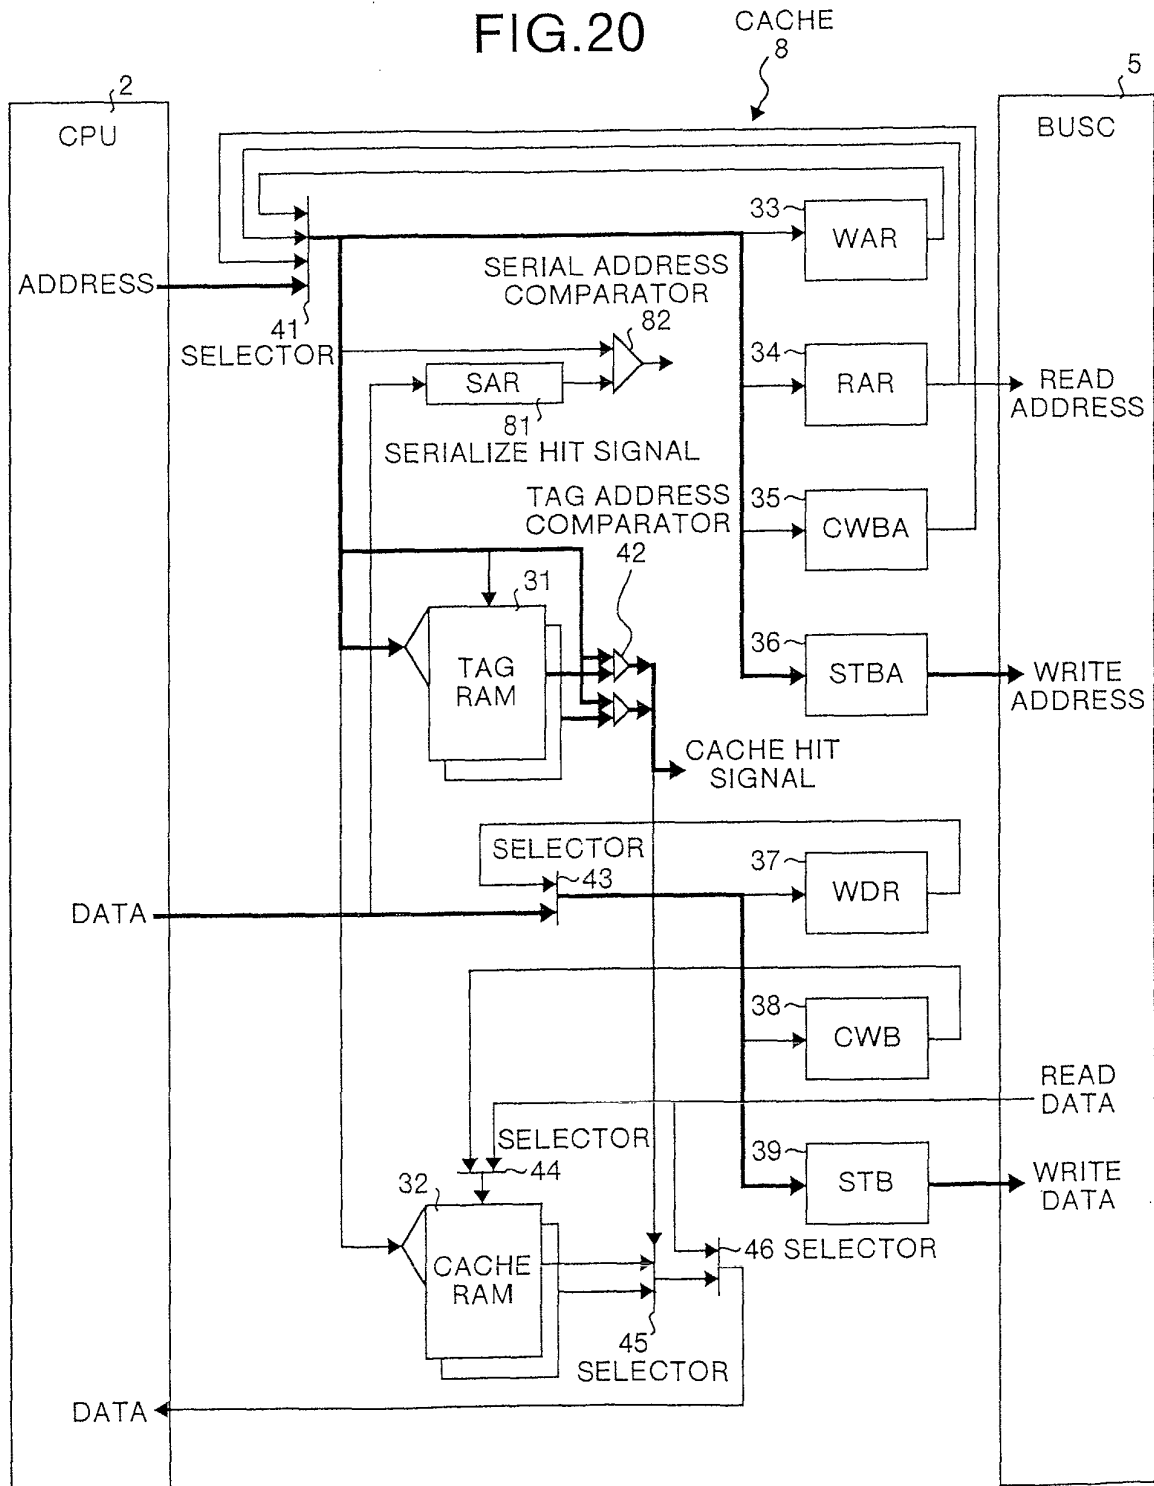 FIG.20
CACHE
8
2
5
CPU
BUSC
33
WAR
ADDRESS
SERIAL ADDRESS
COMPARATOR
41
SELECTOR
82
34
RAR
READ
ADDRESS
SAR
81
SERIALIZE HIT SIGNAL
TAG ADDRESS
COMPARATOR
35
CWBA
42
31
TAG
RAM
36
STBA
WRITE
ADDRESS
CACHE HIT
SIGNAL
SELECTOR
43
37
WDR
DATA
38
CWB
READ
DATA
SELECTOR
44
39
STB
WRITE
DATA
32
CACHE
RAM
46 SELECTOR
45
SELECTOR
DATA